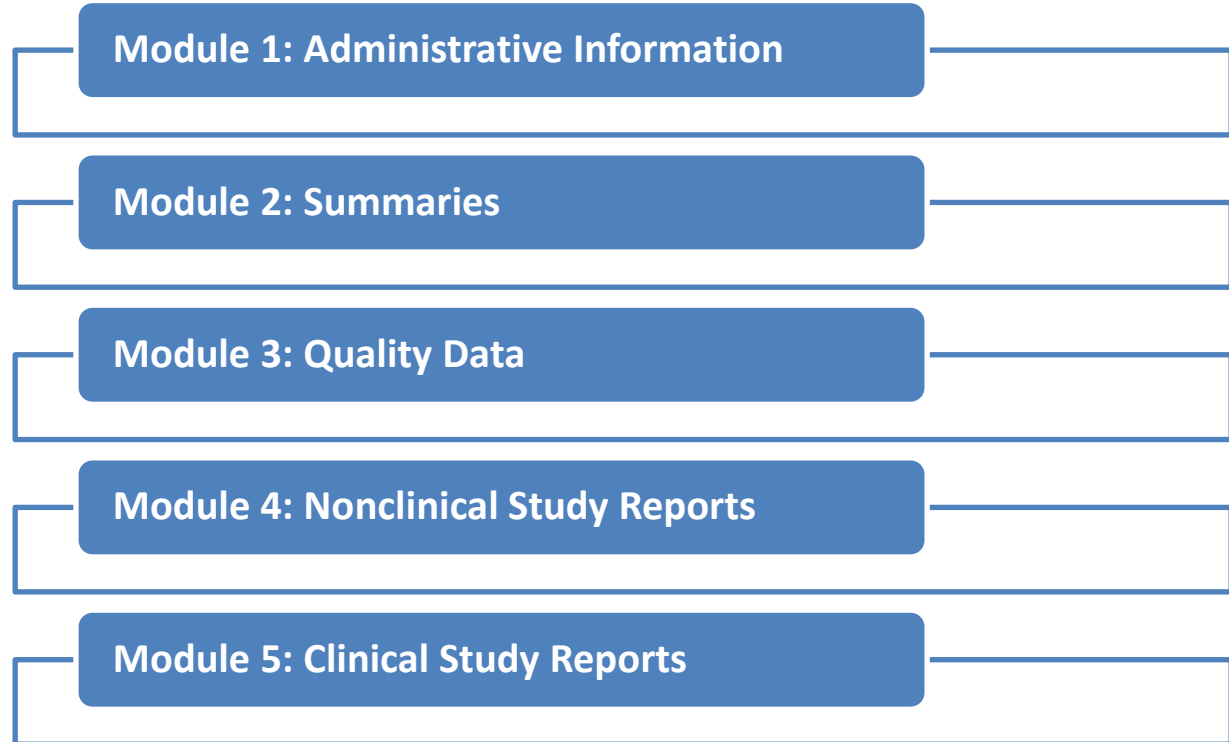 Module 1: Administrative Information
Module 2: Summaries
Module 3: Quality Data
Module 4: Nonclinical Study Reports
Module 5: Clinical Study Reports